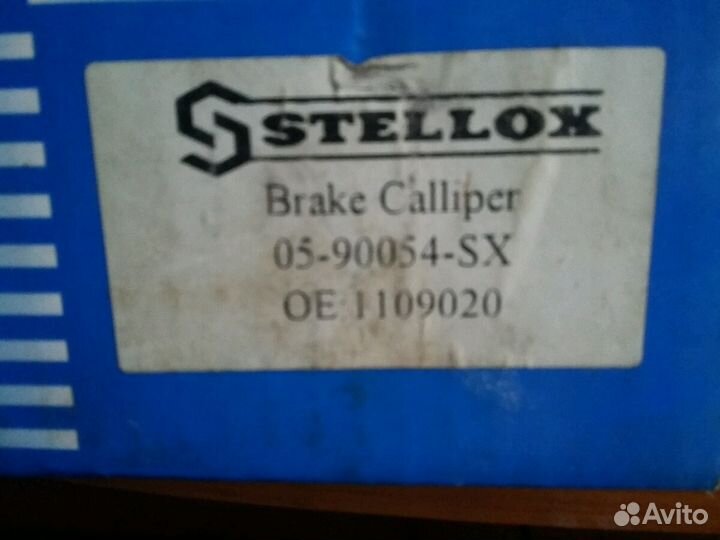 STELLOX
Brake Calliper
05-90054-SX
OE 1109020
Avito